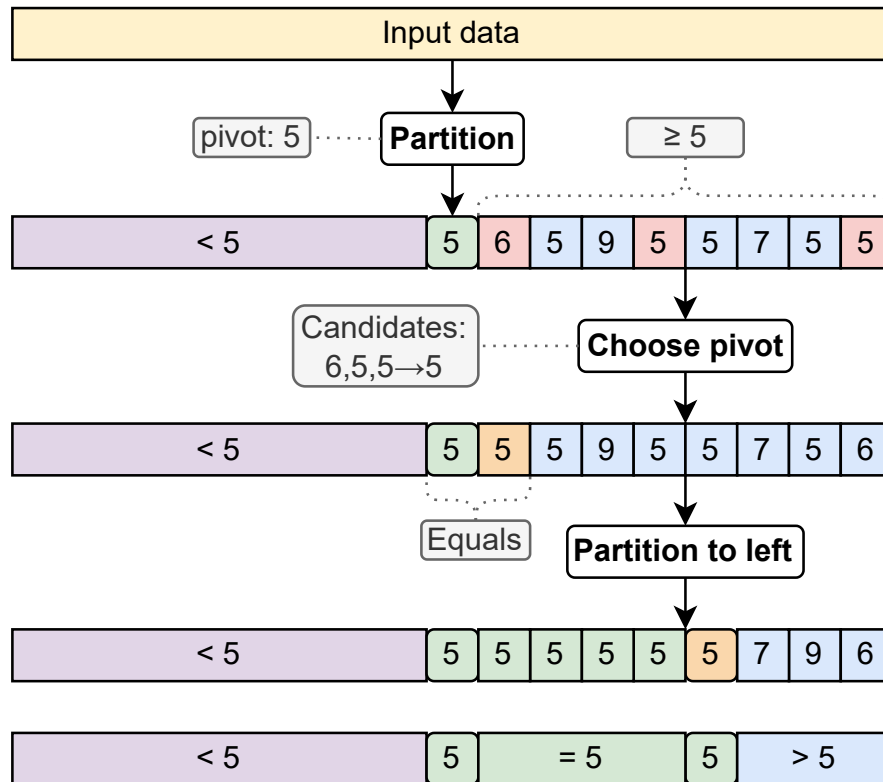 Input data
pivot: 5 Partition ≥ 5
< 5 5 6 5 9 5 5 7 5 5
Candidates:
6,5,5→5
Choose pivot
< 5 5 5 5 9 5 5 7 5 6
Equals
Partition to left
< 5 5 5 5 5 5 5 7 9 6
< 5 5 = 5 5 > 5